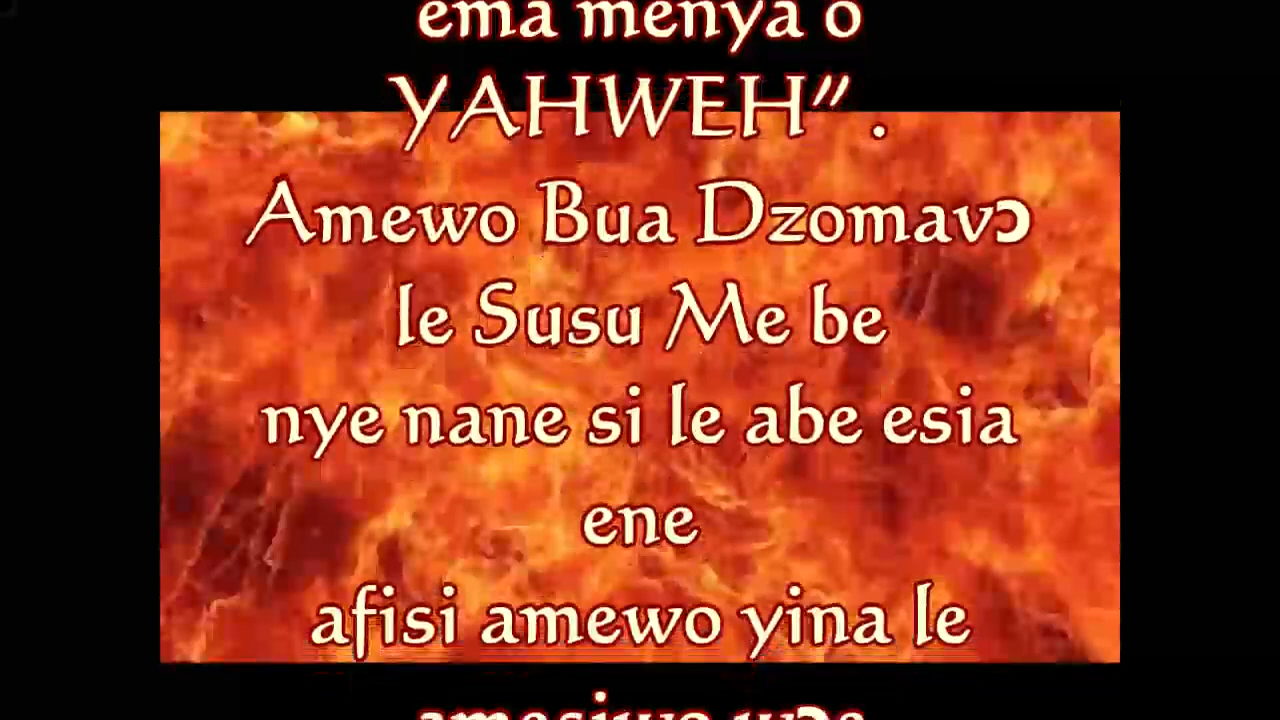 ema menya o
YAHWEH” .
Amewo Bua Dzomavɔ
le Susu Me be
nye nane si le abe esia
ene
afisi amewo yina le